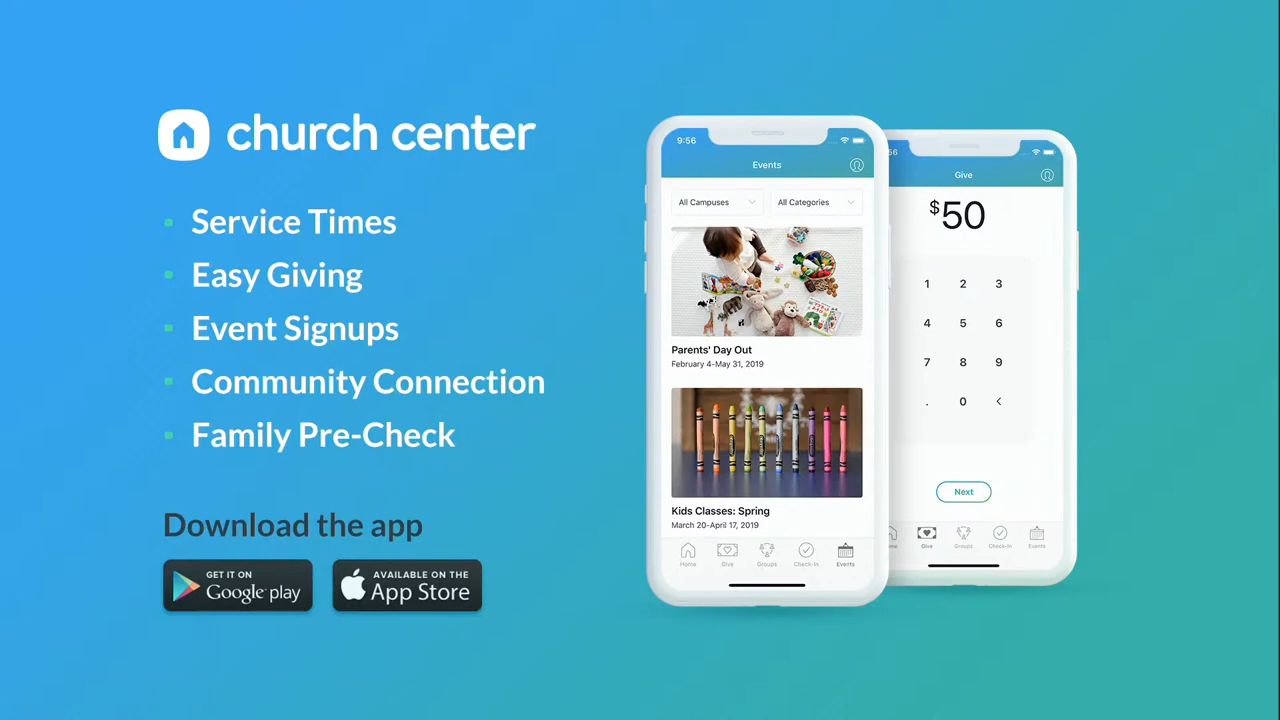 church center
Service Times
Easy Giving
Event Signups
Community Connection
Family Pre-Check
Download the app
GET IT ON
Google play
AVAILABLE ON THE
App Store
9:56
Events
All Campuses
All Categories
Parents' Day Out
February 4-May 31, 2019
Kids Classes: Spring
March 20-April 17, 2019
Home Give Groups Check-In Events
56
Give
$50
1 2 3
4 5 6
7 8 9
. 0 <
Next
me Give Groups Check-In Events